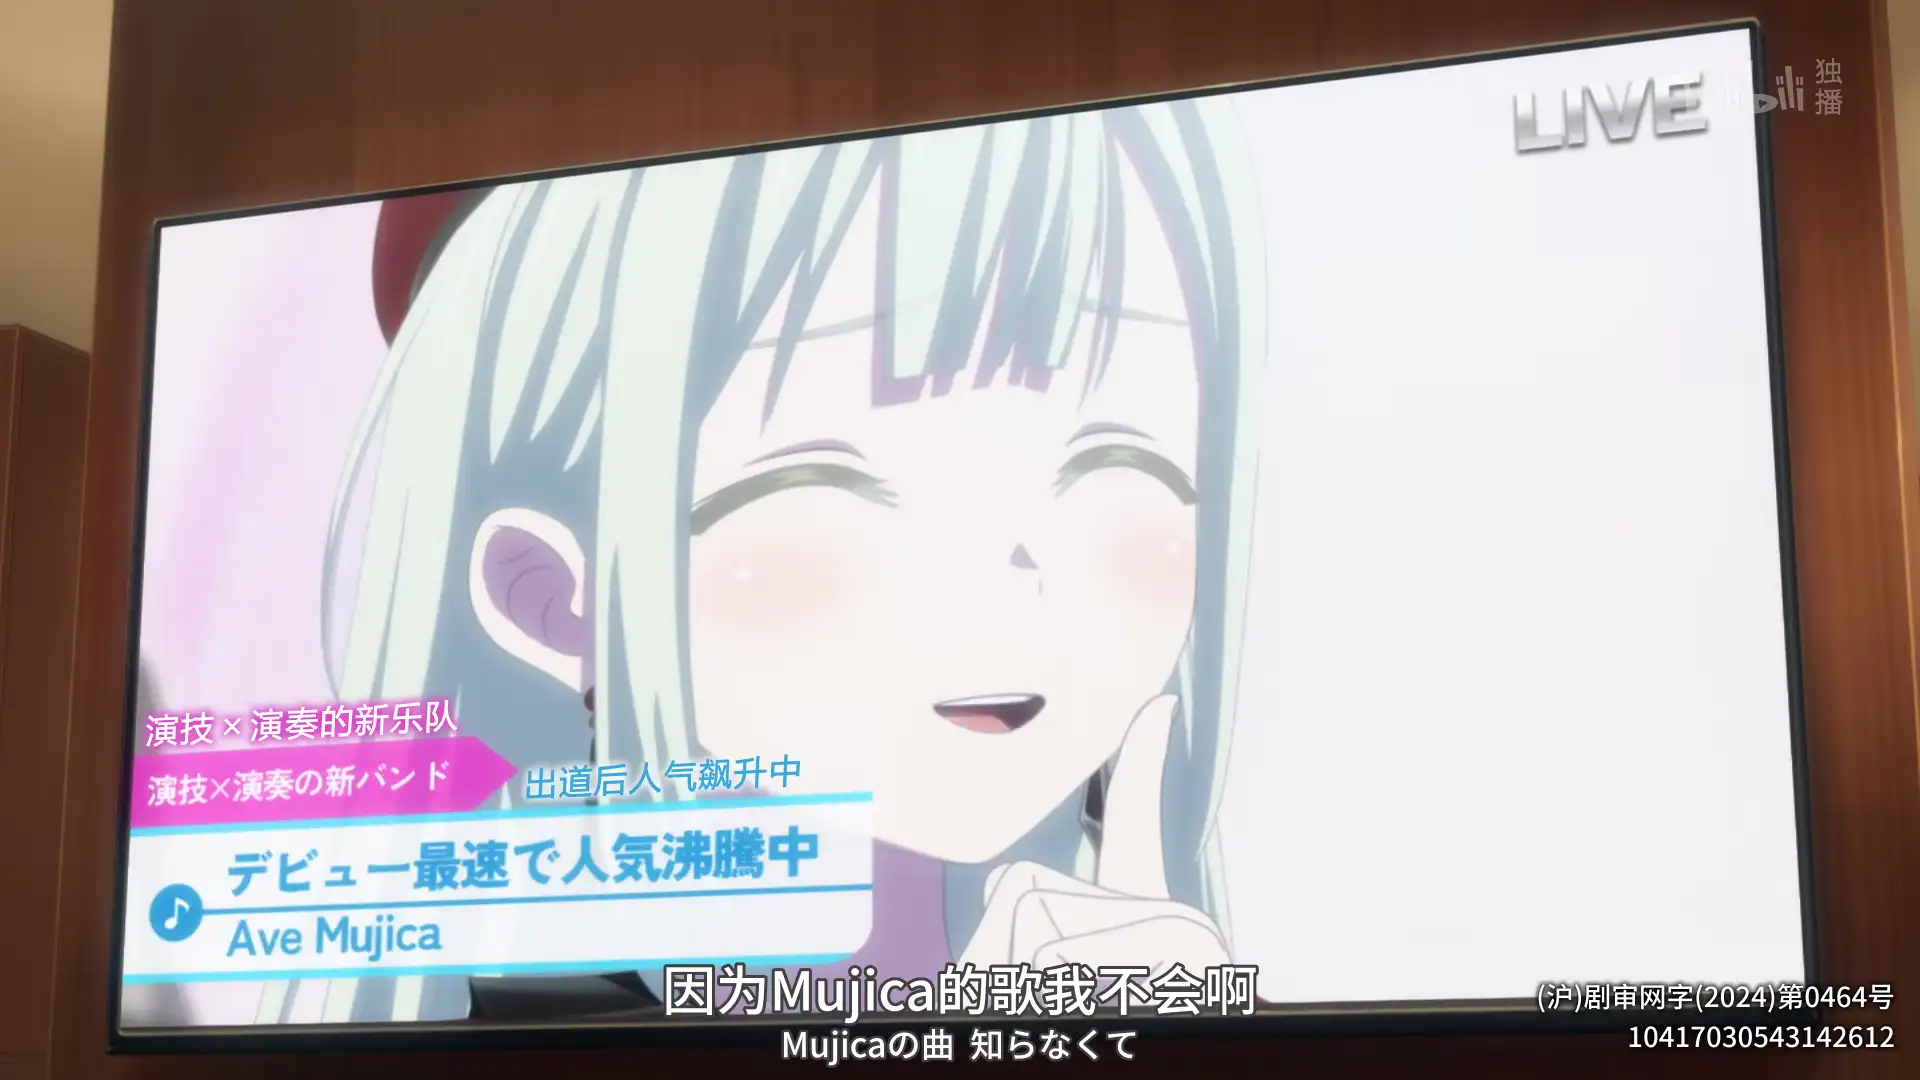 LIVE
独播
演技×演奏的新乐队
演技×演奏の新バンド
出道后人气飙升中
デビュー最速で人気沸騰中
Ave Mujica
因为Mujica的歌我不会啊
Mujicaの曲 知らなくて
(沪)剧审网字(2024)第0464号
10417030543142612